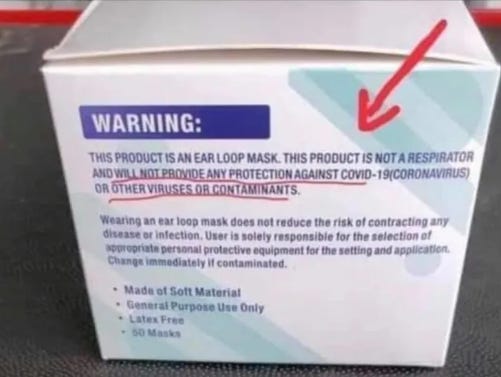 WARNING:
THIS PRODUCT IS AN EAR LOOP MASK. THIS PRODUCT IS NOT A RESPIRATOR
AND WILL NOT PROVIDE ANY PROTECTION AGAINST COVID-19(CORONAVIRUS)
OR OTHER VIRUSES OR CONTAMINANTS.
Wearing an ear loop mask does not reduce the risk of contracting any
disease or infection. User is solely responsible for the selection of
appropriate personal protective equipment for the setting and application.
Change immediately if contaminated.
• Made of Soft Material
• General Purpose Use Only
• Latex Free
• 50 Masks